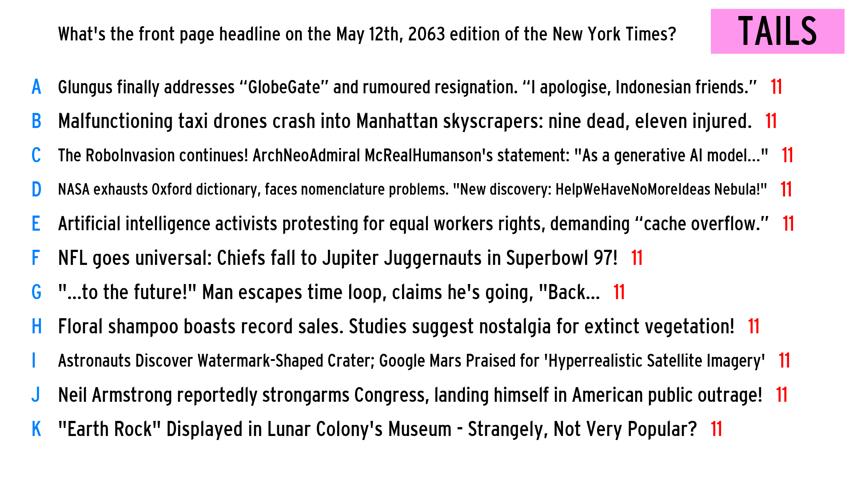 What's the front page headline on the May 12th, 2063 edition of the New York Times?
TAILS
A Glungus finally addresses “GlobeGate” and rumoured resignation. “I apologise, Indonesian friends.” 11
B Malfunctioning taxi drones crash into Manhattan skyscrapers: nine dead, eleven injured. 11
C The RoboInvasion continues! ArchNeoAdmiral McRealHumanson's statement: "As a generative AI model..." 11
D NASA exhausts Oxford dictionary, faces nomenclature problems. "New discovery: HelpWeHaveNoMoreIdeas Nebula!" 11
E Artificial intelligence activists protesting for equal workers rights, demanding “cache overflow.” 11
F NFL goes universal: Chiefs fall to Jupiter Juggernauts in Superbowl 97! 11
G "...to the future!" Man escapes time loop, claims he's going, "Back... 11
H Floral shampoo boasts record sales. Studies suggest nostalgia for extinct vegetation! 11
I Astronauts Discover Watermark-Shaped Crater; Google Mars Praised for 'Hyperrealistic Satellite Imagery' 11
J Neil Armstrong reportedly strongarms Congress, landing himself in American public outrage! 11
K "Earth Rock" Displayed in Lunar Colony's Museum - Strangely, Not Very Popular? 11